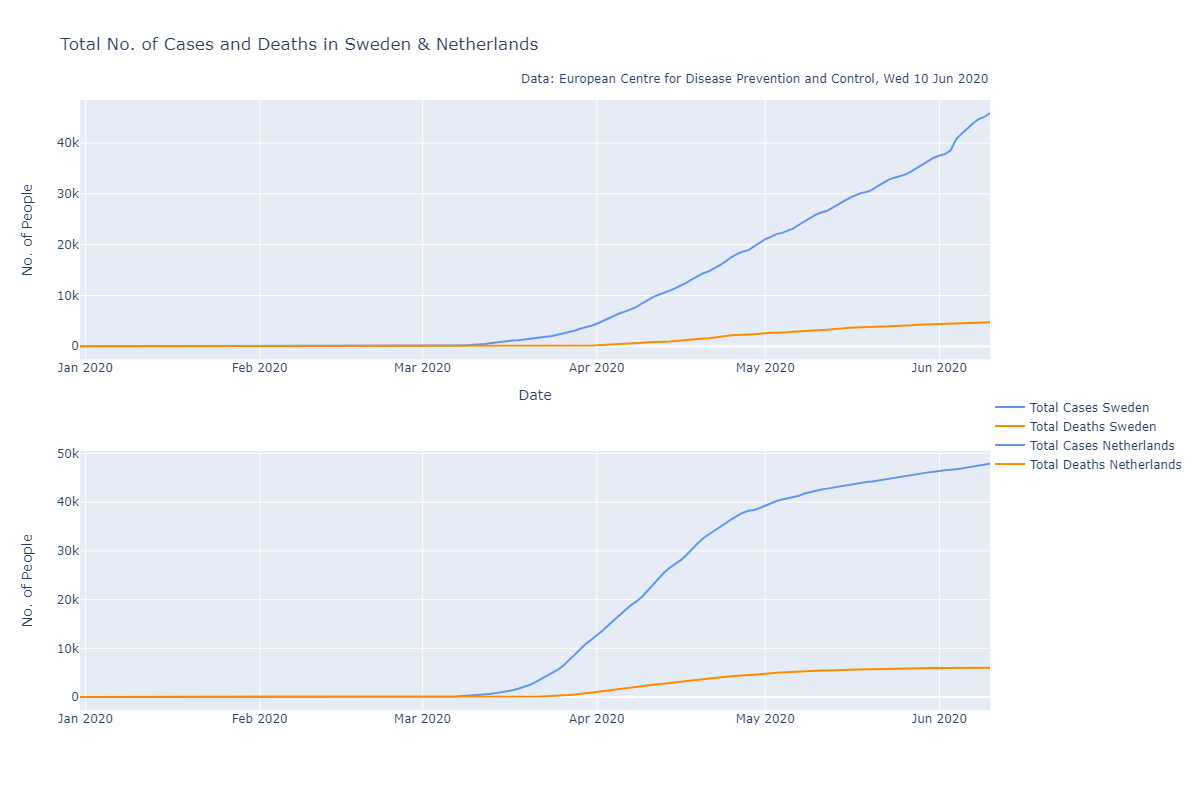 Total No. of Cases and Deaths in Sweden & Netherlands
Data: European Centre for Disease Prevention and Control, Wed 10 Jun 2020
No. of People
40k
30k
20k
10k
0
Jan 2020 Feb 2020 Mar 2020 Apr 2020 May 2020 Jun 2020
Date
Total Cases Sweden
Total Deaths Sweden
Total Cases Netherlands
Total Deaths Netherlands
No. of People
50k
40k
30k
20k
10k
0
Jan 2020 Feb 2020 Mar 2020 Apr 2020 May 2020 Jun 2020